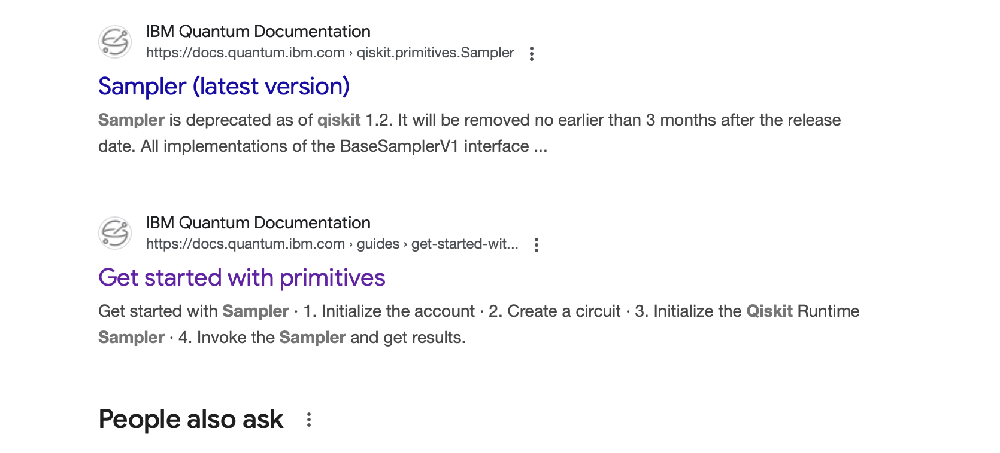 IBM Quantum Documentation
https://docs.quantum.ibm.com › qiskit.primitives.Sampler
Sampler (latest version)
Sampler is deprecated as of qiskit 1.2. It will be removed no earlier than 3 months after the release
date. All implementations of the BaseSamplerV1 interface ...
IBM Quantum Documentation
https://docs.quantum.ibm.com › guides › get-started-wit...
Get started with primitives
Get started with Sampler · 1. Initialize the account · 2. Create a circuit · 3. Initialize the Qiskit Runtime
Sampler · 4. Invoke the Sampler and get results.
People also ask